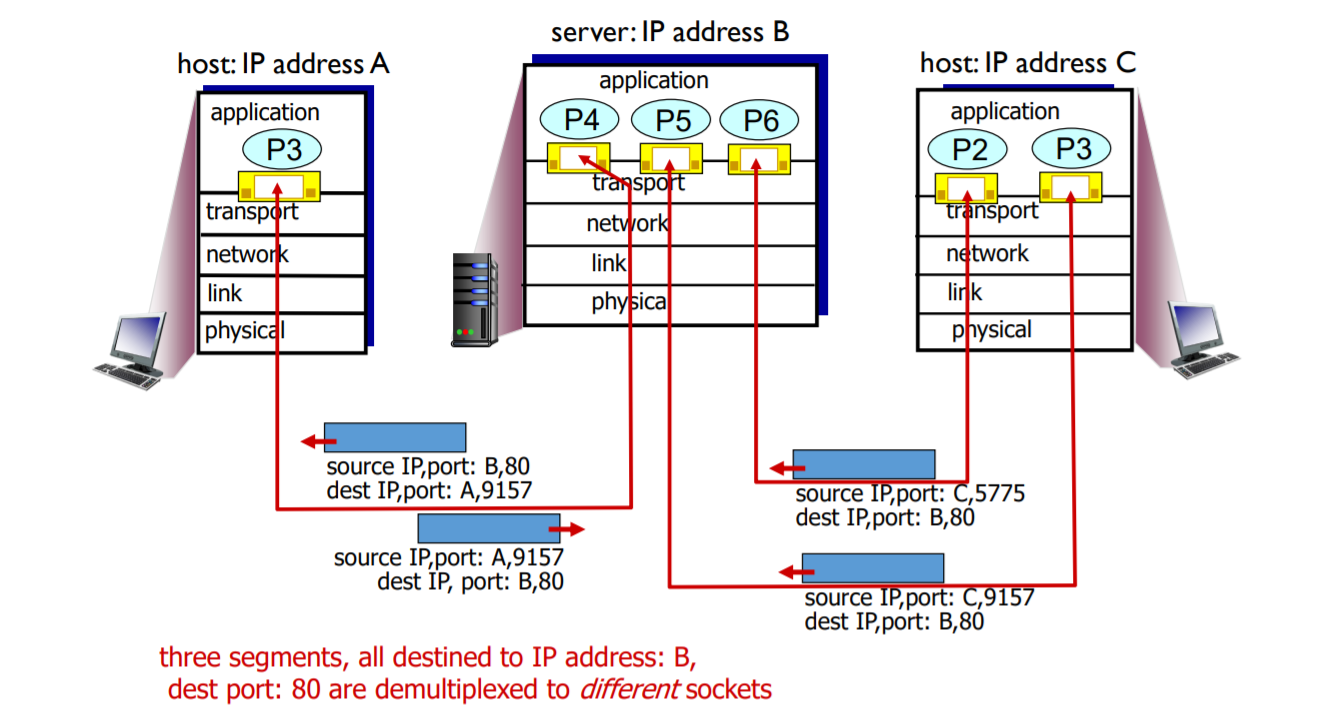 server: IP address B
host: IP address A
host: IP address C
application
P3
transport
network
link
physical
application
P4
P5
P6
transport
network
link
physica
application
P2
P3
transport
network
link
physical
source IP,port: B,80
dest IP,port: A,9157
source IP,port: A,9157
dest IP, port: B,80
source IP,port: C,5775
dest IP,port: B,80
source IP,port: C,9157
dest IP,port: B,80
three segments, all destined to IP address: B,
dest port: 80 are demultiplexed to different sockets